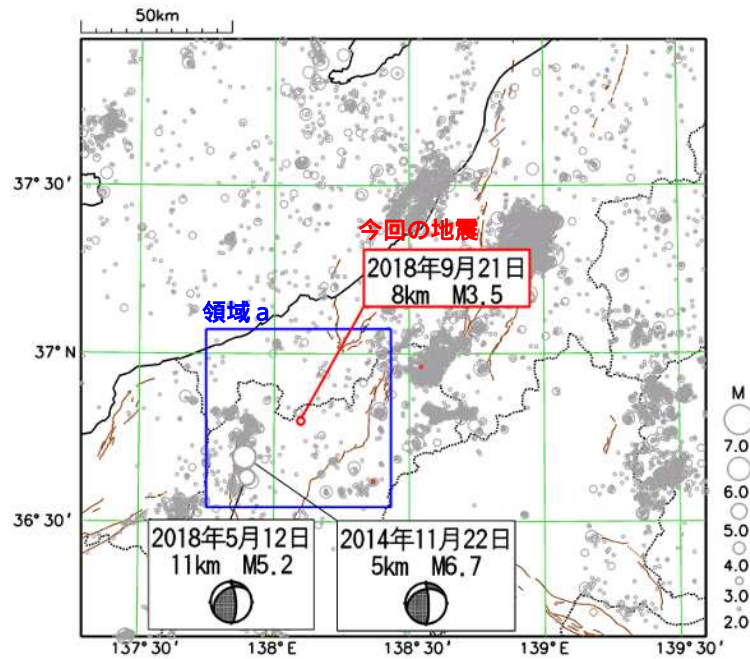 50km
37°30′
今回の地震
2018年9月21日
8km M3.5
領域a
37°N
M
7.0
6.0
5.0
4.0
3.0
2.0
36°30′
2018年5月12日
11km M5.2
2014年11月22日
5km M6.7
137°30′
138°E
138°30′
139°E
139°30′